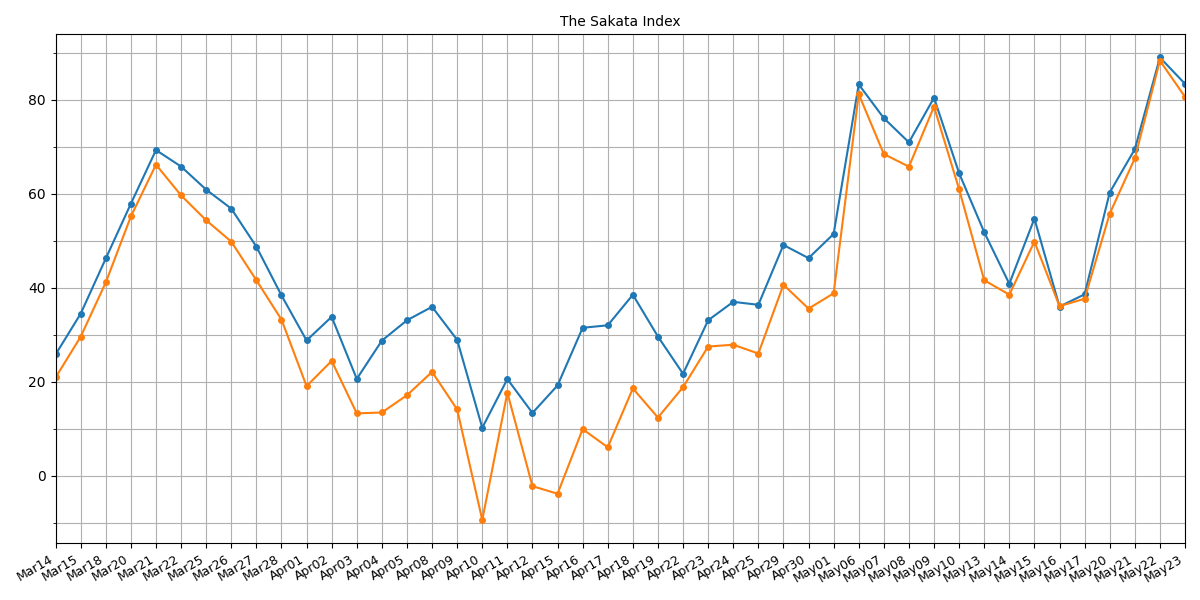 The Sakata Index
80
60
40
20
0
Mar14 Mar15 Mar18 Mar20 Mar21 Mar22 Mar25 Mar26 Mar27 Mar28 Apr01 Apr02 Apr03 Apr04 Apr05 Apr08 Apr09 Apr10 Apr11 Apr12 Apr15 Apr16 Apr17 Apr18 Apr19 Apr22 Apr23 Apr24 Apr25 Apr29 Apr30 May01 May06 May07 May08 May09 May10 May13 May14 May15 May16 May17 May20 May21 May22 May23